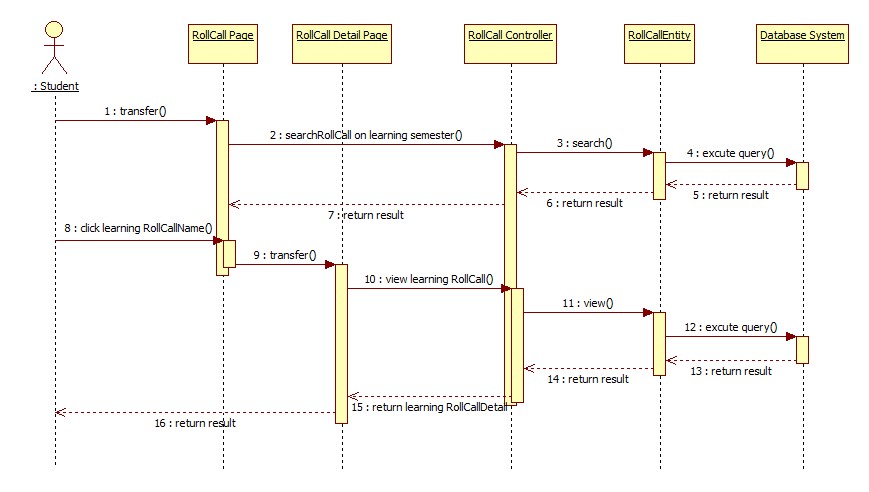 RollCall Page
RollCall Detail Page
RollCall Controller
RollCallEntity
Database System
: Student
1 : transfer()
2 : searchRollCall on learning semester()
3 : search()
4 : excute query()
5 : return result
6 : return result
7 : return result
8 : click learning RollCallName()
9 : transfer()
10 : view learning RollCall()
11 : view()
12 : excute query()
13 : return result
14 : return result
15 : return learning RollCallDetail
16 : return result